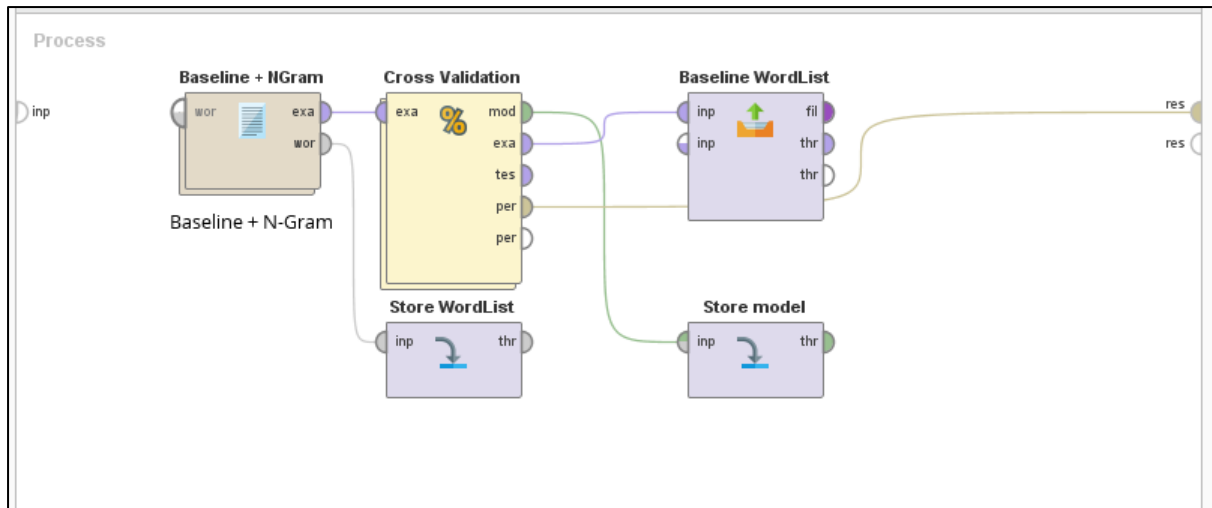 Process
inp
Baseline + NGram
wor
exa
wor
Baseline + N-Gram
Cross Validation
exa
%
mod
exa
tes
per
per
Baseline WordList
inp
inp
fil
thr
thr
res
res
Store WordList
inp
thr
Store model
inp
thr